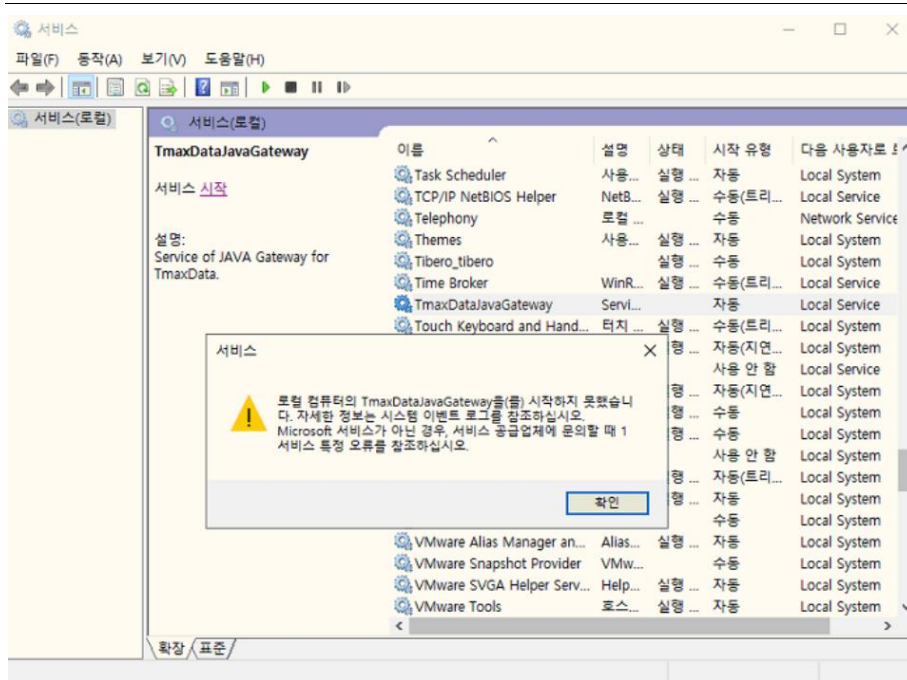 서비스
파일(F) 동작(A) 보기(V) 도움말(H)
서비스(로컬)
서비스(로컬)
TmaxDataJavaGateway
서비스 시작
설명:
Service of JAVA Gateway for
TmaxData.
이름 설명 상태 시작 유형 다음 사용자로
Task Scheduler 사용... 실행 ... 자동 Local System
TCP/IP NetBIOS Helper NetB... 실행 ... 수동(트리... Local Service
Telephony 로컬 ... 수동 Network Service
Themes 사용... 실행 ... 자동 Local System
Tibero_tibero 실행 ... 수동 Local System
Time Broker WinR... 실행 ... 수동(트리... Local Service
TmaxDataJavaGateway Servi... 자동 Local Service
Touch Keyboard and Hand... 터치 ... 실행 ... 수동(트리... Local System
행 ... 자동(지연... Local System
사용 안 함 Local Service
행 ... 자동(지연... Local System
행 ... 수동 Local System
행 ... 수동 Local System
사용 안 함 Local System
행 ... 자동(트리... Local System
행 ... 자동 Local System
수동 Local System
VMware Alias Manager an... Alias... 실행 ... 자동 Local System
VMware Snapshot Provider VMw... 수동 Local System
VMware SVGA Helper Serv... Help... 실행 ... 자동 Local System
VMware Tools 호스... 실행 ... 자동 Local System
서비스
로컬 컴퓨터의 TmaxDataJavaGateway을(를) 시작하지 못했습니
다. 자세한 정보는 시스템 이벤트 로그를 참조하십시오.
Microsoft 서비스가 아닌 경우, 서비스 공급업체에 문의할 때 1
서비스 특정 오류를 참조하십시오.
확인
확장 표준